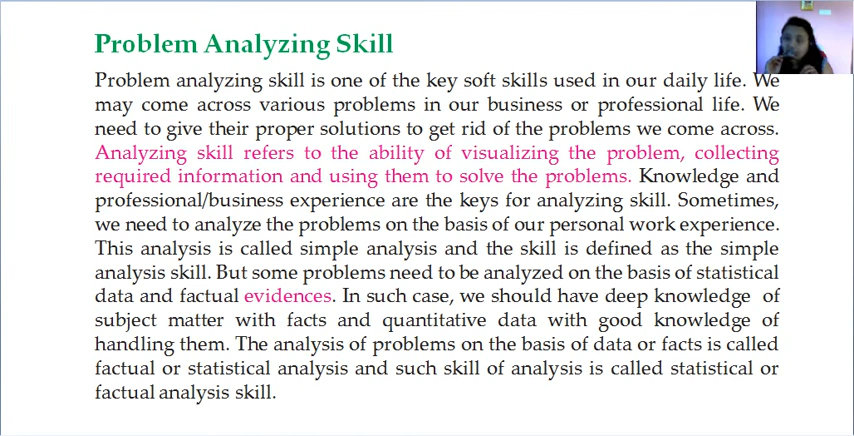 Problem Analyzing Skill
Problem analyzing skill is one of the key soft skills used in our daily life. We
may come across various problems in our business or professional life. We
need to give their proper solutions to get rid of the problems we come across.
Analyzing skill refers to the ability of visualizing the problem, collecting
required information and using them to solve the problems. Knowledge and
professional/business experience are the keys for analyzing skill. Sometimes,
we need to analyze the problems on the basis of our personal work experience.
This analysis is called simple analysis and the skill is defined as the simple
analysis skill. But some problems need to be analyzed on the basis of statistical
data and factual evidences. In such case, we should have deep knowledge of
subject matter with facts and quantitative data with good knowledge of
handling them. The analysis of problems on the basis of data or facts is called
factual or statistical analysis and such skill of analysis is called statistical or
factual analysis skill.